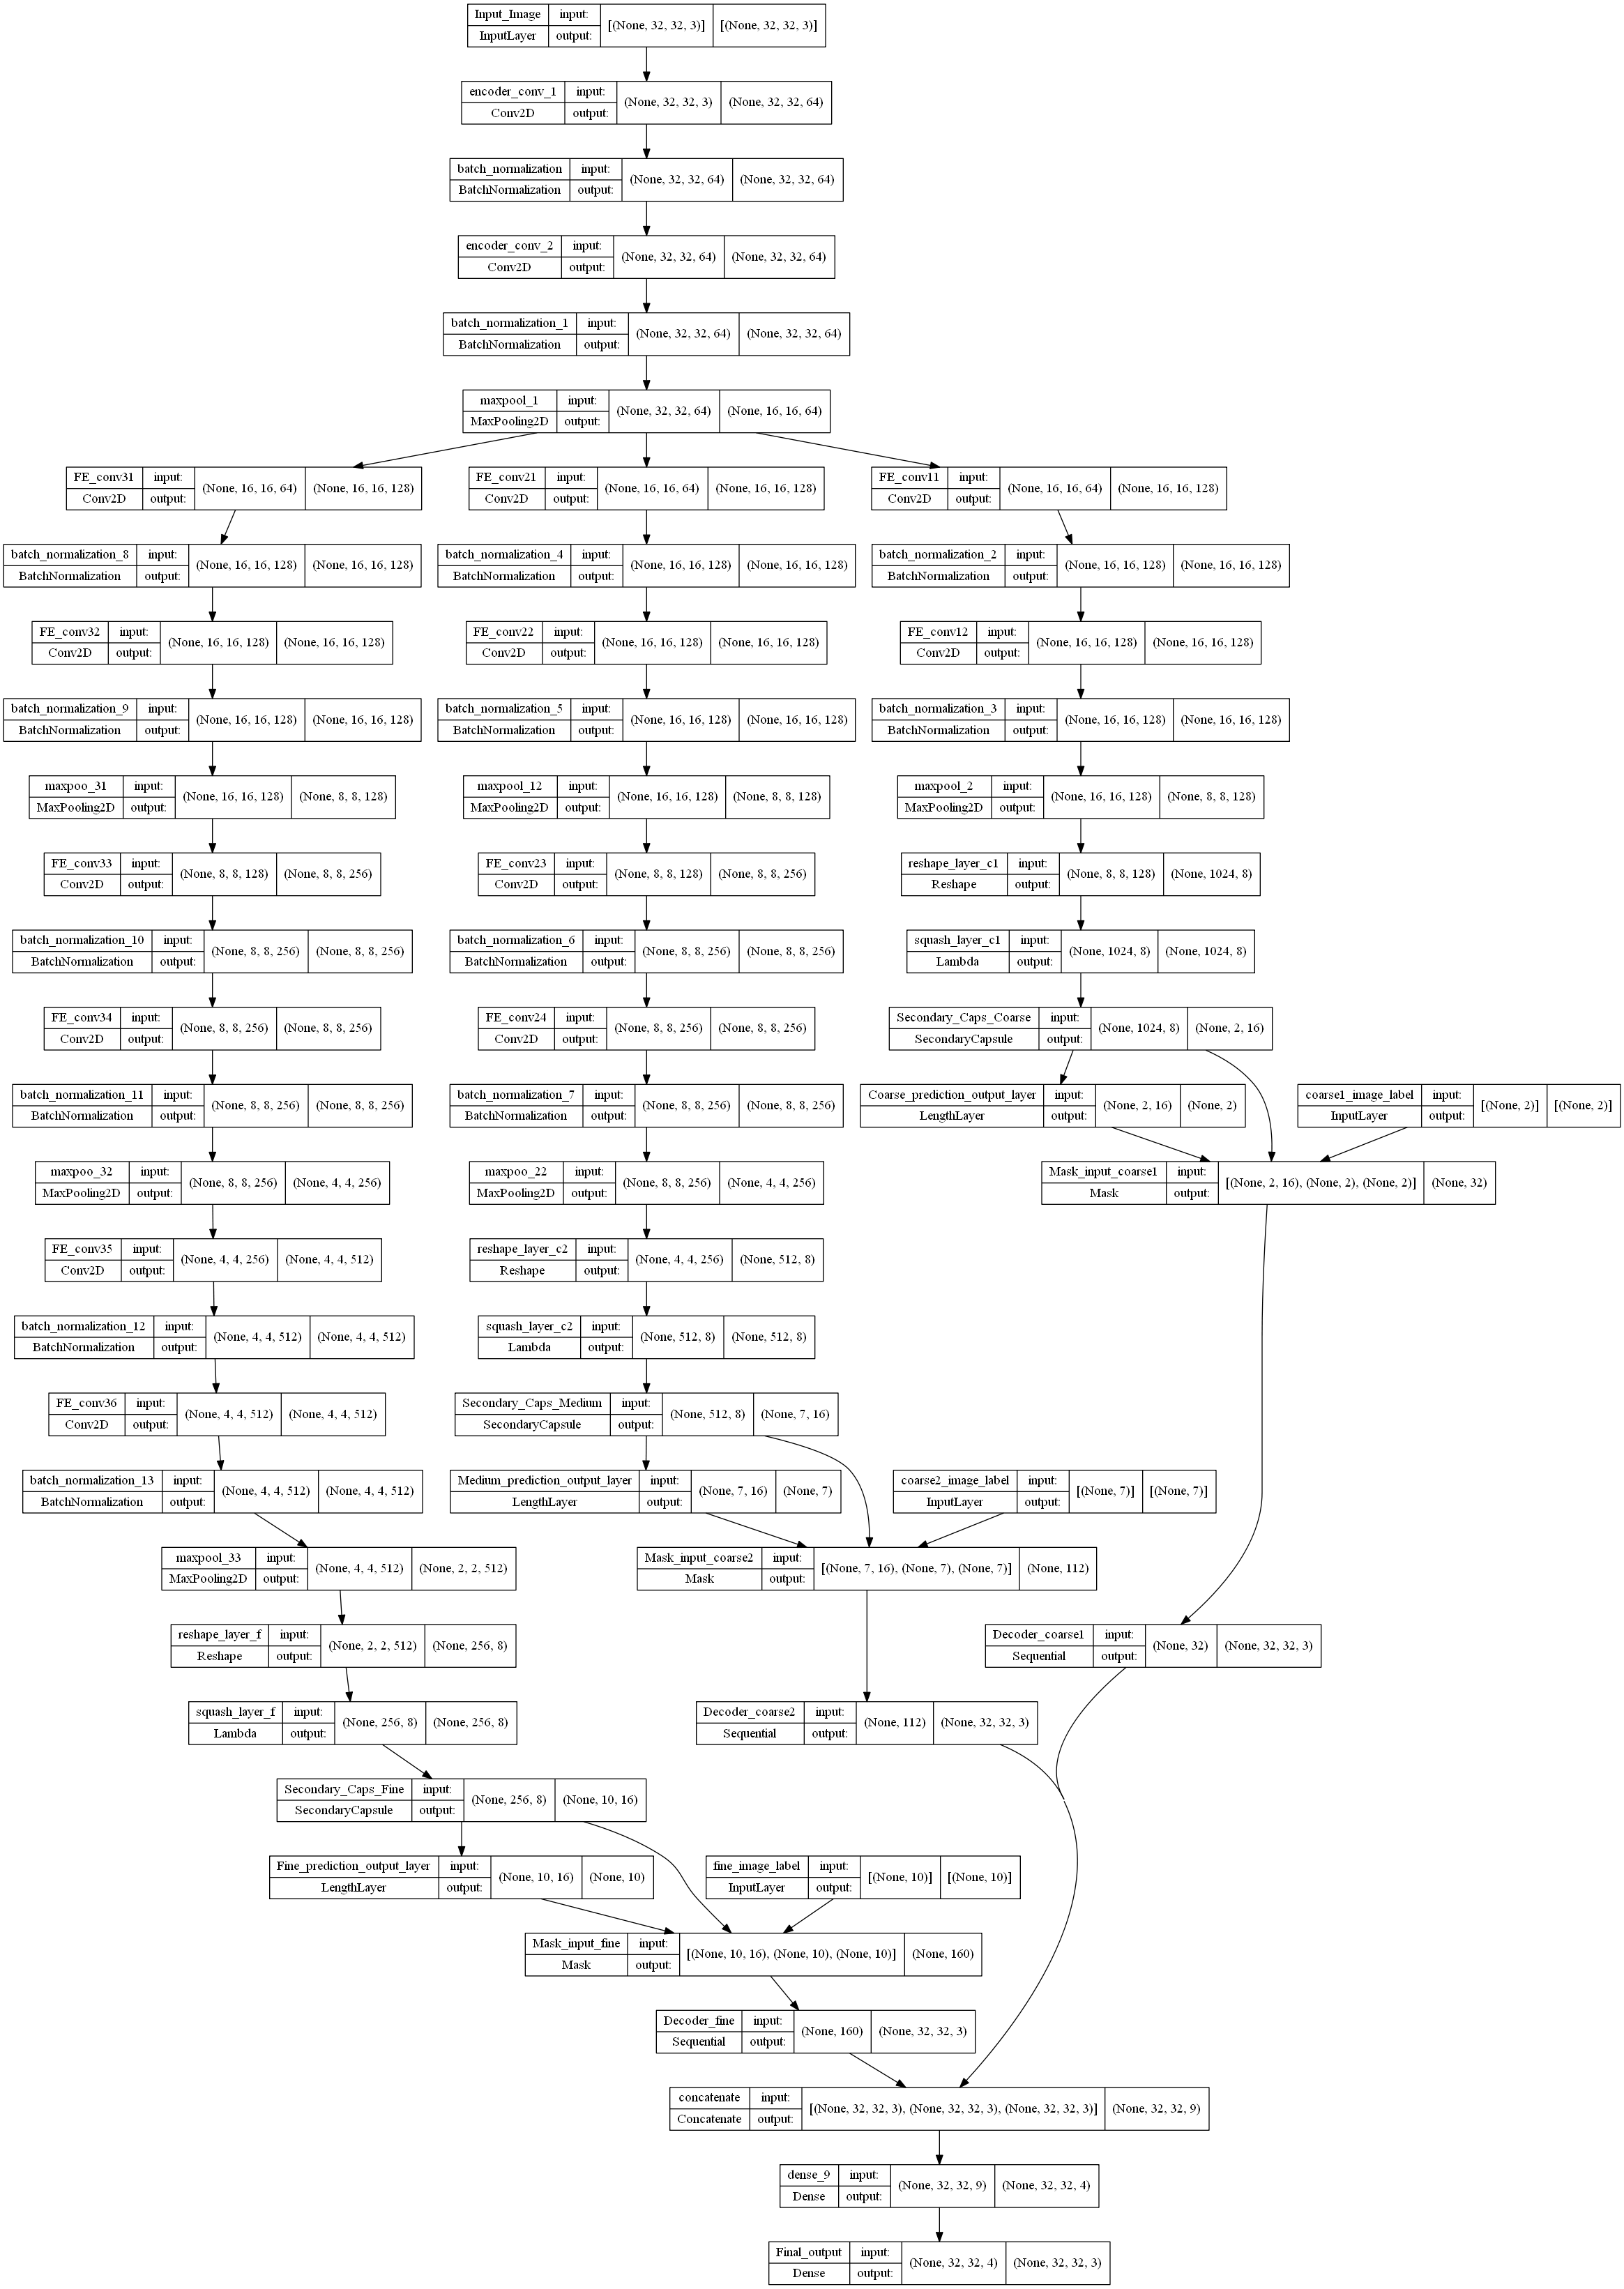 Input_Image input: [(None, 32, 32, 3)] [(None, 32, 32, 3)]
InputLayer output:
encoder_conv_1 input: (None, 32, 32, 3) (None, 32, 32, 64)
Conv2D output:
batch_normalization input: (None, 32, 32, 64) (None, 32, 32, 64)
BatchNormalization output:
encoder_conv_2 input: (None, 32, 32, 64) (None, 32, 32, 64)
Conv2D output:
batch_normalization_1 input: (None, 32, 32, 64) (None, 32, 32, 64)
BatchNormalization output:
maxpool_1 input: (None, 32, 32, 64) (None, 16, 16, 64)
MaxPooling2D output:
FE_conv31 input: (None, 16, 16, 64) (None, 16, 16, 128)
Conv2D output:
FE_conv21 input: (None, 16, 16, 64) (None, 16, 16, 128)
Conv2D output:
FE_conv11 input: (None, 16, 16, 64) (None, 16, 16, 128)
Conv2D output:
batch_normalization_8 input: (None, 16, 16, 128) (None, 16, 16, 128)
BatchNormalization output:
batch_normalization_4 input: (None, 16, 16, 128) (None, 16, 16, 128)
BatchNormalization output:
batch_normalization_2 input: (None, 16, 16, 128) (None, 16, 16, 128)
BatchNormalization output:
FE_conv32 input: (None, 16, 16, 128) (None, 16, 16, 128)
Conv2D output:
FE_conv22 input: (None, 16, 16, 128) (None, 16, 16, 128)
Conv2D output:
FE_conv12 input: (None, 16, 16, 128) (None, 16, 16, 128)
Conv2D output:
batch_normalization_9 input: (None, 16, 16, 128) (None, 16, 16, 128)
BatchNormalization output:
batch_normalization_5 input: (None, 16, 16, 128) (None, 16, 16, 128)
BatchNormalization output:
batch_normalization_3 input: (None, 16, 16, 128) (None, 16, 16, 128)
BatchNormalization output:
maxpoo_31 input: (None, 16, 16, 128) (None, 8, 8, 128)
MaxPooling2D output:
maxpool_12 input: (None, 16, 16, 128) (None, 8, 8, 128)
MaxPooling2D output:
maxpool_2 input: (None, 16, 16, 128) (None, 8, 8, 128)
MaxPooling2D output:
FE_conv33 input: (None, 8, 8, 128) (None, 8, 8, 256)
Conv2D output:
FE_conv23 input: (None, 8, 8, 128) (None, 8, 8, 256)
Conv2D output:
reshape_layer_c1 input: (None, 8, 8, 128) (None, 1024, 8)
Reshape output:
batch_normalization_10 input: (None, 8, 8, 256) (None, 8, 8, 256)
BatchNormalization output:
batch_normalization_6 input: (None, 8, 8, 256) (None, 8, 8, 256)
BatchNormalization output:
squash_layer_c1 input: (None, 1024, 8) (None, 1024, 8)
Lambda output:
FE_conv34 input: (None, 8, 8, 256) (None, 8, 8, 256)
Conv2D output:
FE_conv24 input: (None, 8, 8, 256) (None, 8, 8, 256)
Conv2D output:
Secondary_Caps_Coarse input: (None, 1024, 8) (None, 2, 16)
SecondaryCapsule output:
batch_normalization_11 input: (None, 8, 8, 256) (None, 8, 8, 256)
BatchNormalization output:
batch_normalization_7 input: (None, 8, 8, 256) (None, 8, 8, 256)
BatchNormalization output:
Coarse_prediction_output_layer input: (None, 2, 16) (None, 2)
LengthLayer output:
coarse1_image_label input: [(None, 2)] [(None, 2)]
InputLayer output:
maxpoo_32 input: (None, 8, 8, 256) (None, 4, 4, 256)
MaxPooling2D output:
maxpoo_22 input: (None, 8, 8, 256) (None, 4, 4, 256)
MaxPooling2D output:
Mask_input_coarse1 input: [(None, 2, 16), (None, 2), (None, 2)] (None, 32)
Mask output:
FE_conv35 input: (None, 4, 4, 256) (None, 4, 4, 512)
Conv2D output:
reshape_layer_c2 input: (None, 4, 4, 256) (None, 512, 8)
Reshape output:
batch_normalization_12 input: (None, 4, 4, 512) (None, 4, 4, 512)
BatchNormalization output:
squash_layer_c2 input: (None, 512, 8) (None, 512, 8)
Lambda output:
FE_conv36 input: (None, 4, 4, 512) (None, 4, 4, 512)
Conv2D output:
Secondary_Caps_Medium input: (None, 512, 8) (None, 7, 16)
SecondaryCapsule output:
batch_normalization_13 input: (None, 4, 4, 512) (None, 4, 4, 512)
BatchNormalization output:
Medium_prediction_output_layer input: (None, 7, 16) (None, 7)
LengthLayer output:
coarse2_image_label input: [(None, 7)] [(None, 7)]
InputLayer output:
maxpool_33 input: (None, 4, 4, 512) (None, 2, 2, 512)
MaxPooling2D output:
Mask_input_coarse2 input: [(None, 7, 16), (None, 7), (None, 7)] (None, 112)
Mask output:
reshape_layer_f input: (None, 2, 2, 512) (None, 256, 8)
Reshape output:
Decoder_coarse1 input: (None, 32) (None, 32, 32, 3)
Sequential output:
squash_layer_f input: (None, 256, 8) (None, 256, 8)
Lambda output:
Decoder_coarse2 input: (None, 112) (None, 32, 32, 3)
Sequential output:
Secondary_Caps_Fine input: (None, 256, 8) (None, 10, 16)
SecondaryCapsule output:
Fine_prediction_output_layer input: (None, 10, 16) (None, 10)
LengthLayer output:
fine_image_label input: [(None, 10)] [(None, 10)]
InputLayer output:
Mask_input_fine input: [(None, 10, 16), (None, 10), (None, 10)] (None, 160)
Mask output:
Decoder_fine input: (None, 160) (None, 32, 32, 3)
Sequential output:
concatenate input: [(None, 32, 32, 3), (None, 32, 32, 3), (None, 32, 32, 3)] (None, 32, 32, 9)
Concatenate output:
dense_9 input: (None, 32, 32, 9) (None, 32, 32, 4)
Dense output:
Final_output input: (None, 32, 32, 4) (None, 32, 32, 3)
Dense output: